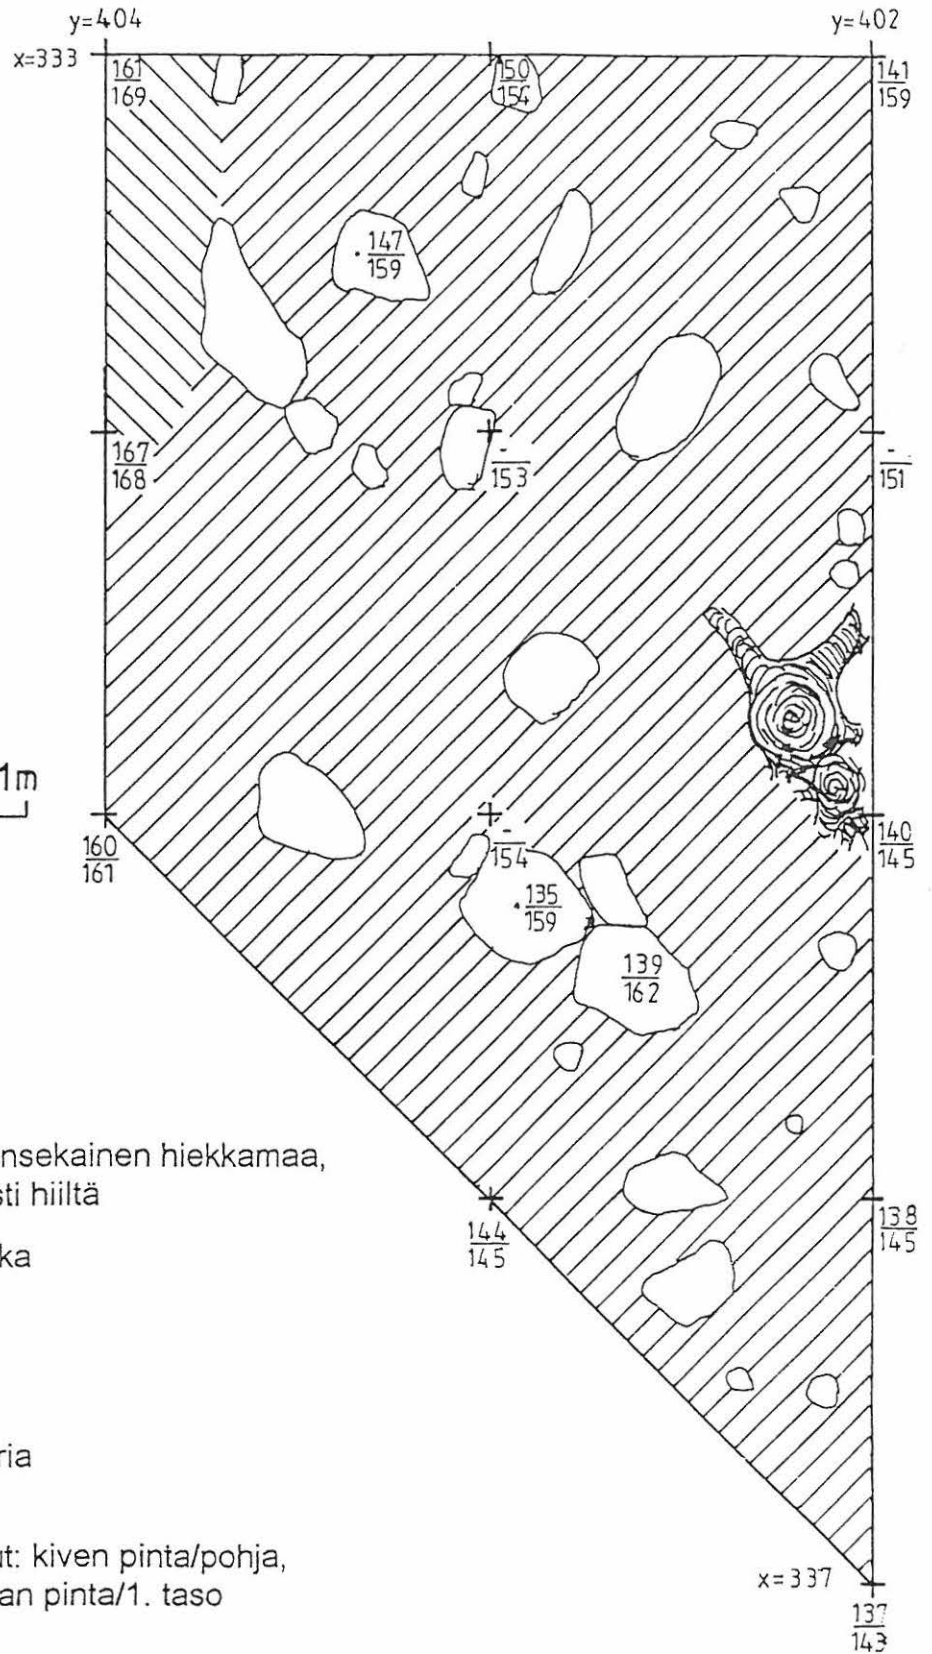 y=404
y=402
x=333
161
169
150
154
141
159
147
159
167
168
-
153
-
151
1m
160
161
-
154
140
145
135
159
139
162
nsekainen hiekkamaa,
sti hiiltä
ka
144
145
138
145
ria
ut: kiven pinta/pohja,
an pinta/1. taso
x=337
137
143